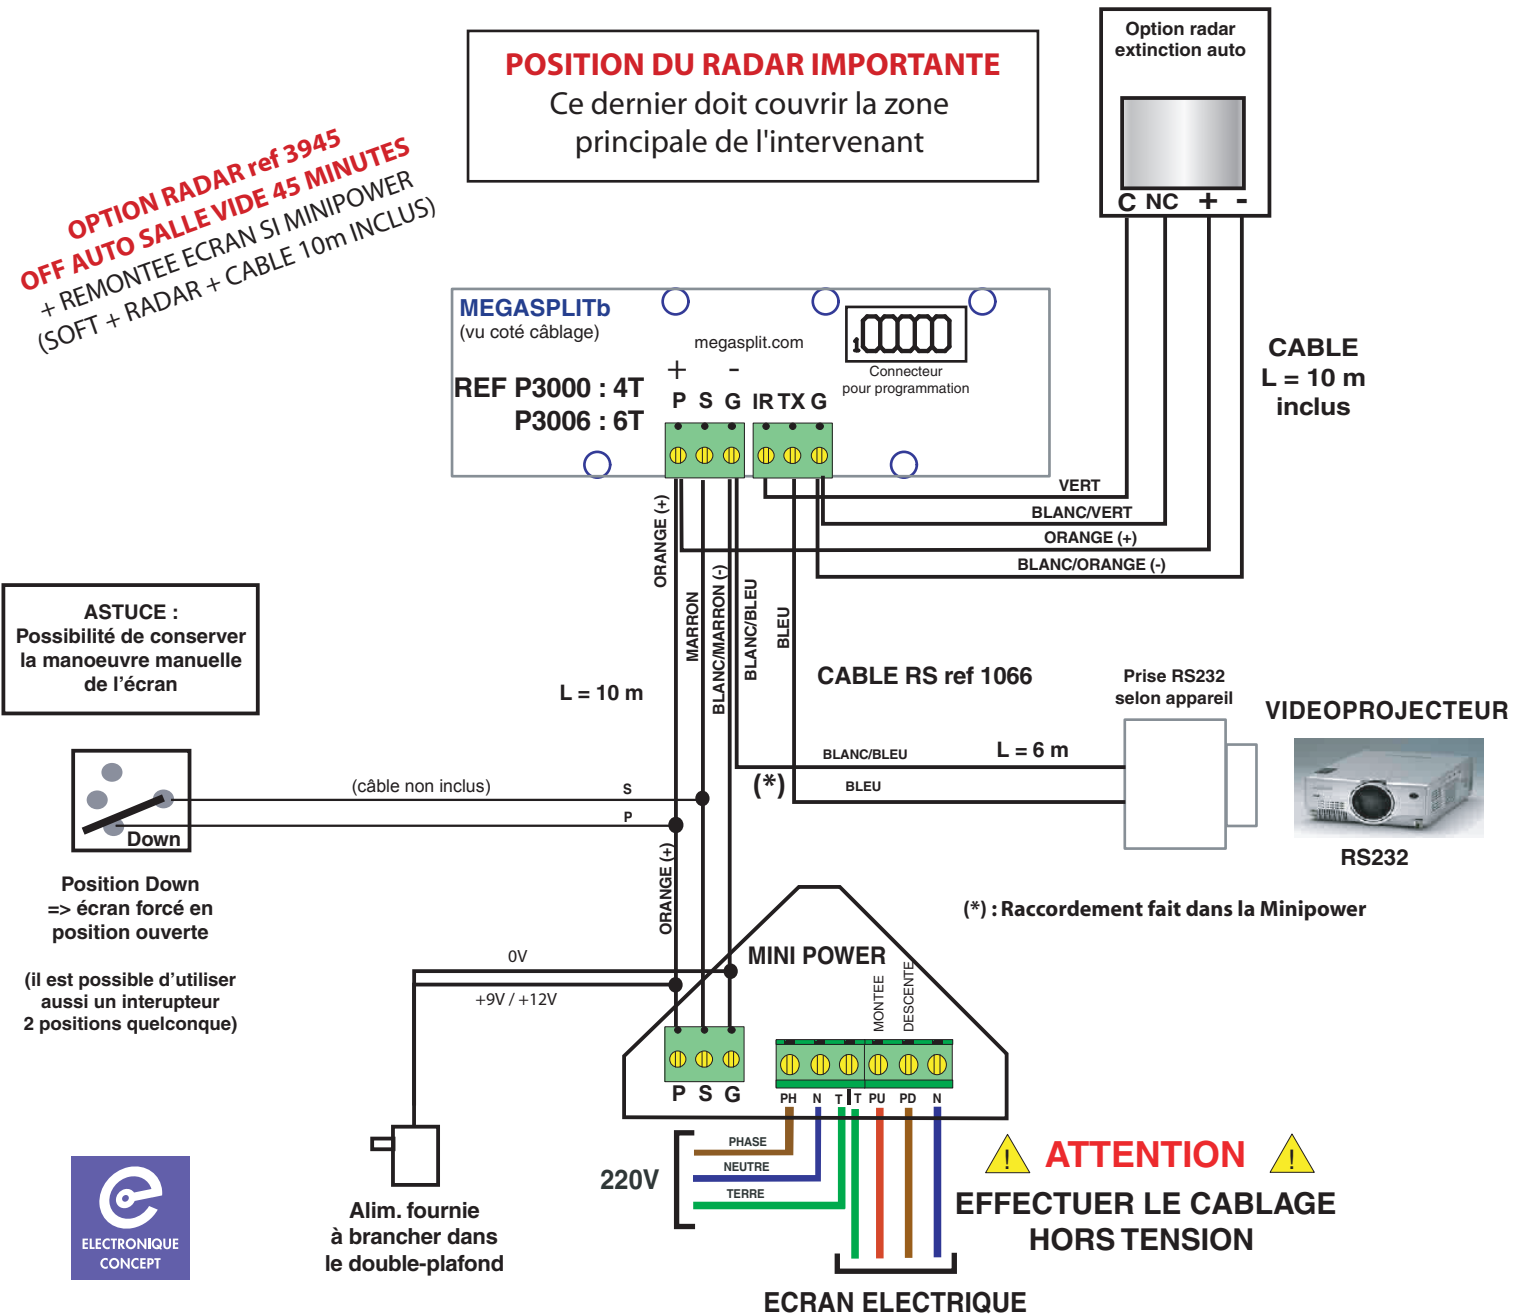 POSITION DU RADAR IMPORTANTE
Ce dernier doit couvrir la zone
principale de l'intervenant
Option radar
extinction auto
C NC + -
OPTION RADAR ref 3945
OFF AUTO SALLE VIDE 45 MINUTES
+ REMONTEE ECRAN SI MINIPOWER
(SOFT + RADAR + CABLE 10m INCLUS)
MEGASPLITb
(vu coté câblage)
megasplit.com
1
Connecteur
pour programmation
REF P3000 : 4T
P3006 : 6T
+ -
P S G IR TX G
CABLE
L = 10 m
inclus
VERT
BLANC/VERT
ORANGE (+)
BLANC/ORANGE (-)
ORANGE (+)
MARRON
BLANC/MARRON (-)
BLANC/BLEU
BLEU
ASTUCE :
Possibilité de conserver
la manoeuvre manuelle
de l'écran
L = 10 m
CABLE RS ref 1066
Prise RS232
selon appareil
VIDEOPROJECTEUR
BLANC/BLEU
L = 6 m
(*)
BLEU
RS232
(câble non inclus)
S
P
Down
ORANGE (+)
Position Down
=> écran forcé en
position ouverte
(il est possible d'utiliser
aussi un interupteur
2 positions quelconque)
(*) : Raccordement fait dans la Minipower
0V
+9V / +12V
MINI POWER
MONTEE
DESCENTE
P S G
PH N T T PU PD N
220V
PHASE
NEUTRE
TERRE
ATTENTION
! !
EFFECTUER LE CABLAGE
HORS TENSION
Alim. fournie
à brancher dans
le double-plafond
ELECTRONIQUE
CONCEPT
ECRAN ELECTRIQUE